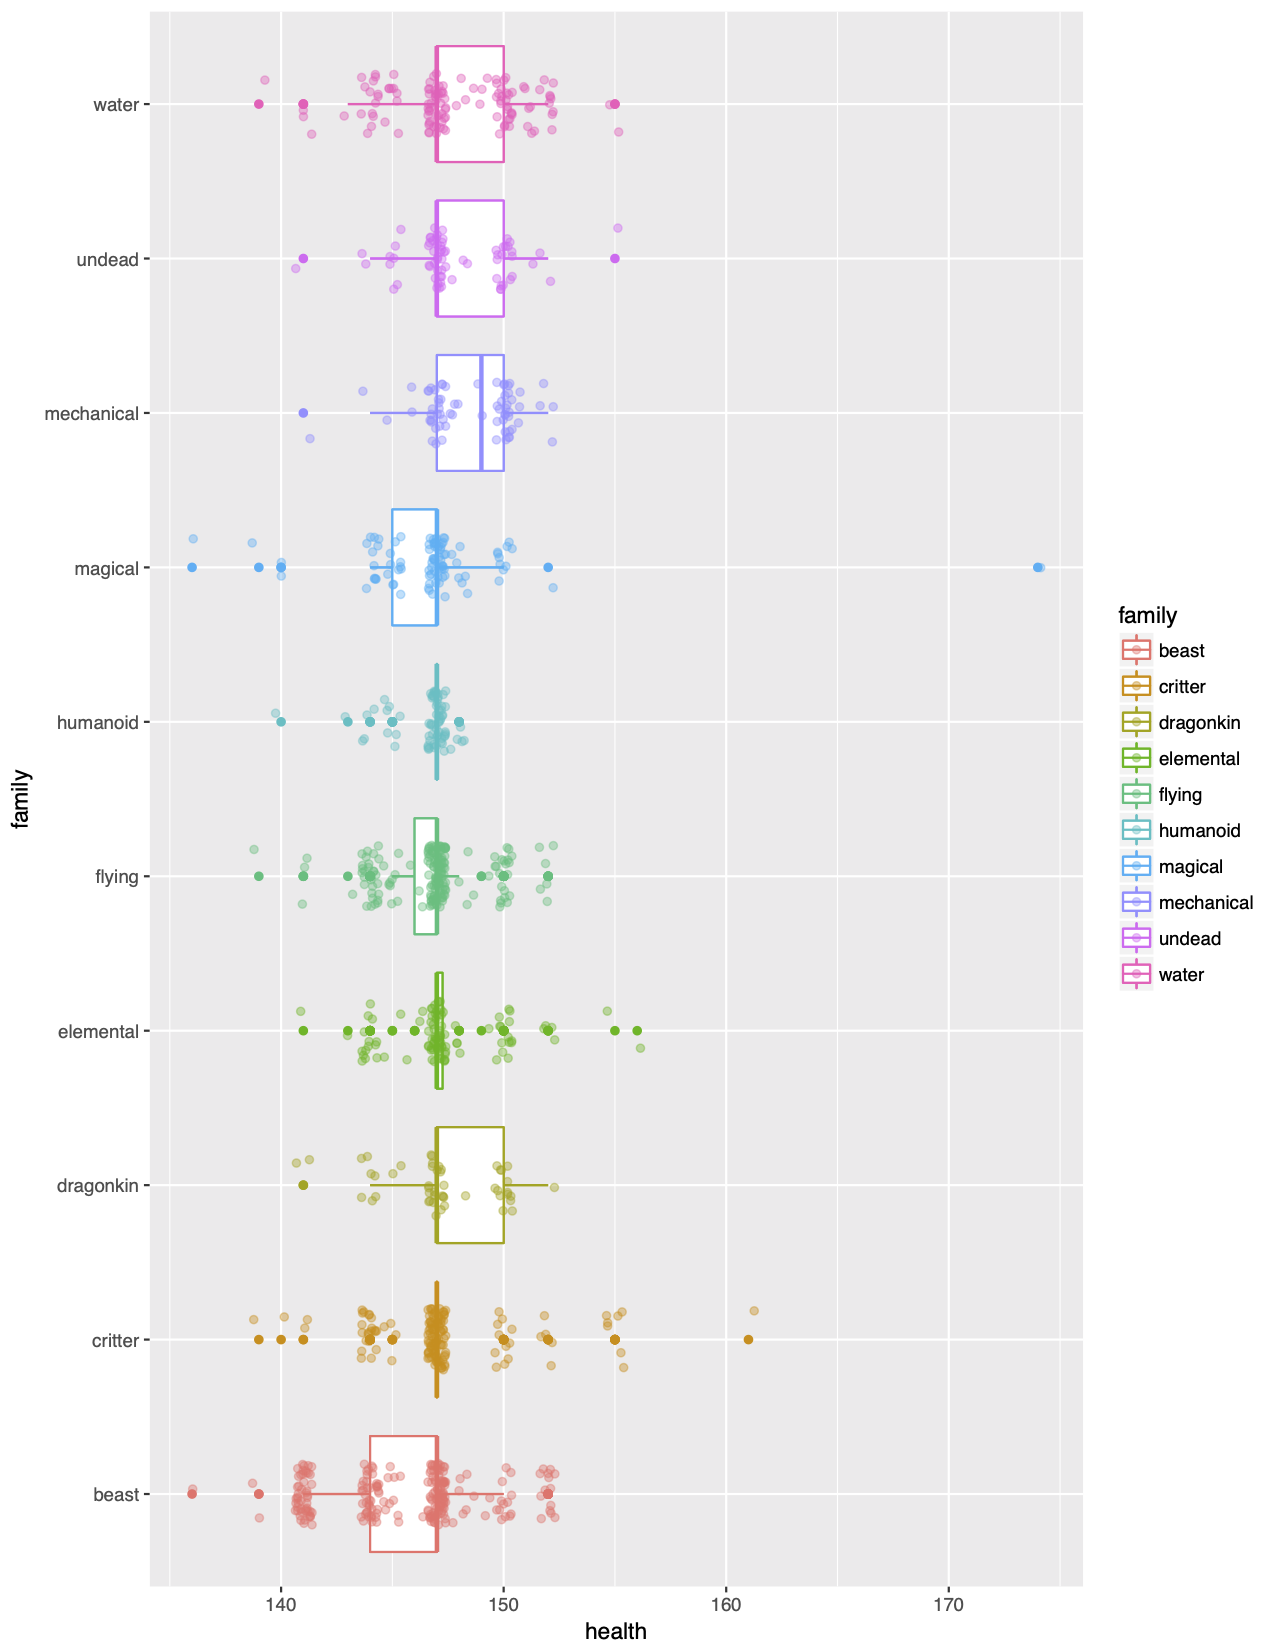 water
undead
mechanical
magical
humanoid
flying
elemental
dragonkin
critter
beast
family
140 150 160 170
health
family
beast
critter
dragonkin
elemental
flying
humanoid
magical
mechanical
undead
water